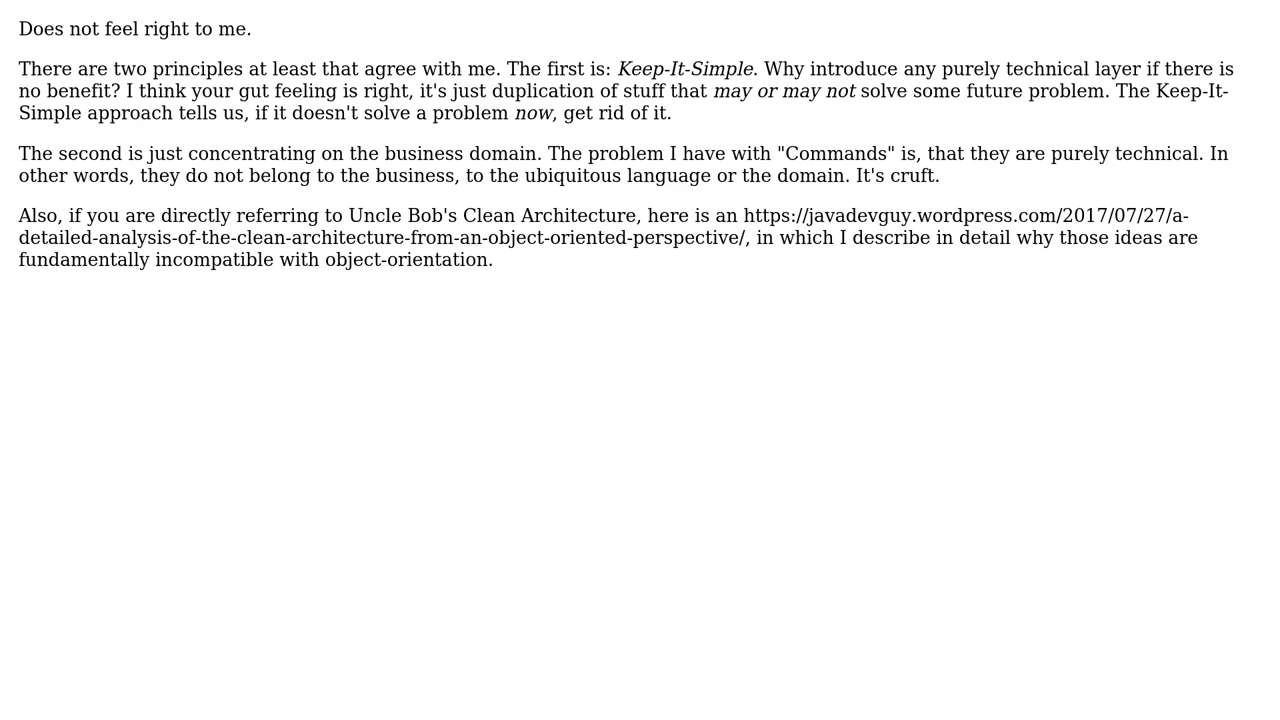 Does not feel right to me.
There are two principles at least that agree with me. The first is: Keep-It-Simple. Why introduce any purely technical layer if there is
no benefit? I think your gut feeling is right, it's just duplication of stuff that may or may not solve some future problem. The Keep-It-
Simple approach tells us, if it doesn't solve a problem now, get rid of it.
The second is just concentrating on the business domain. The problem I have with "Commands" is, that they are purely technical. In
other words, they do not belong to the business, to the ubiquitous language or the domain. It's cruft.
Also, if you are directly referring to Uncle Bob's Clean Architecture, here is an https://javadevguy.wordpress.com/2017/07/27/a-
detailed-analysis-of-the-clean-architecture-from-an-object-oriented-perspective/, in which I describe in detail why those ideas are
fundamentally incompatible with object-orientation.